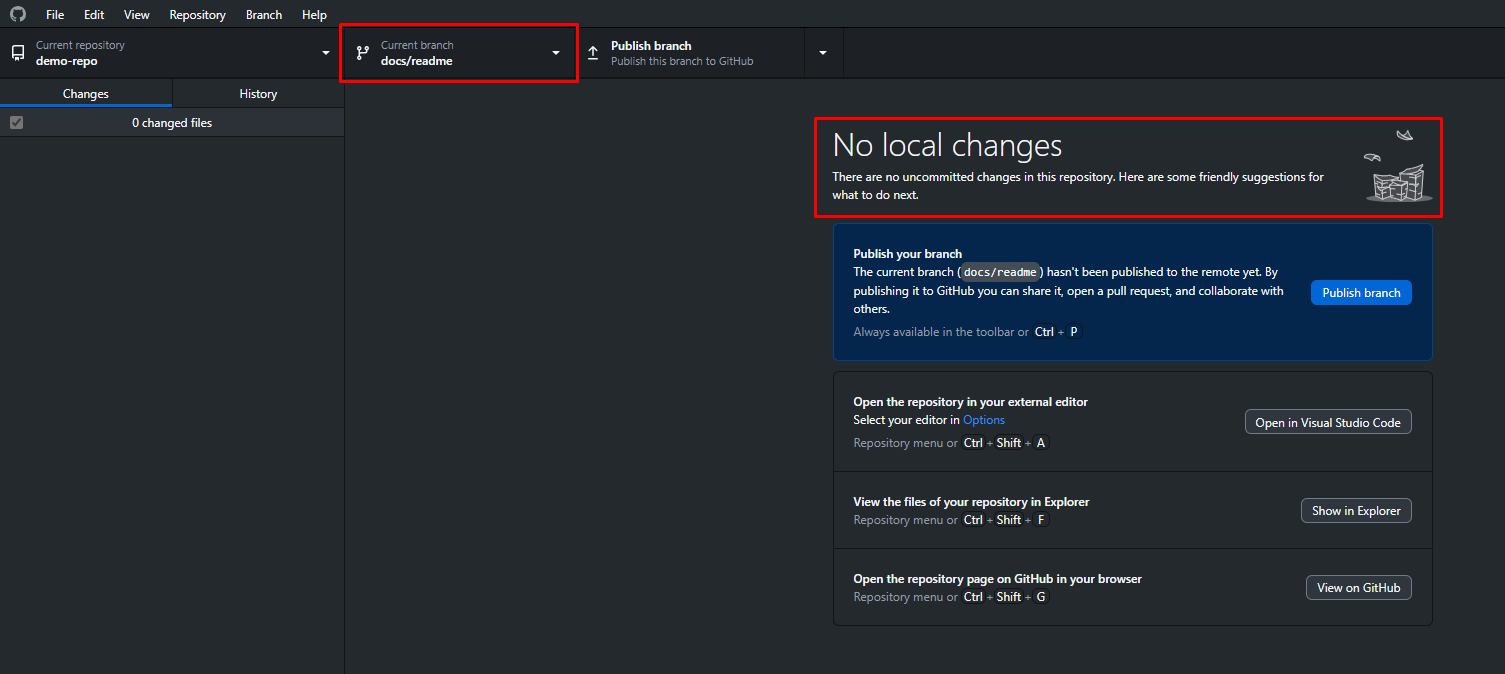 File Edit View Repository Branch Help
Current repository
demo-repo
Current branch
docs/readme
Publish branch
Publish this branch to GitHub
Changes History
0 changed files
No local changes
There are no uncommitted changes in this repository. Here are some friendly suggestions for
what to do next.
Publish your branch
The current branch (docs/readme) hasn't been published to the remote yet. By
publishing it to GitHub you can share it, open a pull request, and collaborate with
others.
Always available in the toolbar or Ctrl + P
Publish branch
Open the repository in your external editor
Select your editor in Options
Repository menu or Ctrl + Shift + A
Open in Visual Studio Code
View the files of your repository in Explorer
Repository menu or Ctrl + Shift + F
Show in Explorer
Open the repository page on GitHub in your browser
Repository menu or Ctrl + Shift + G
View on GitHub